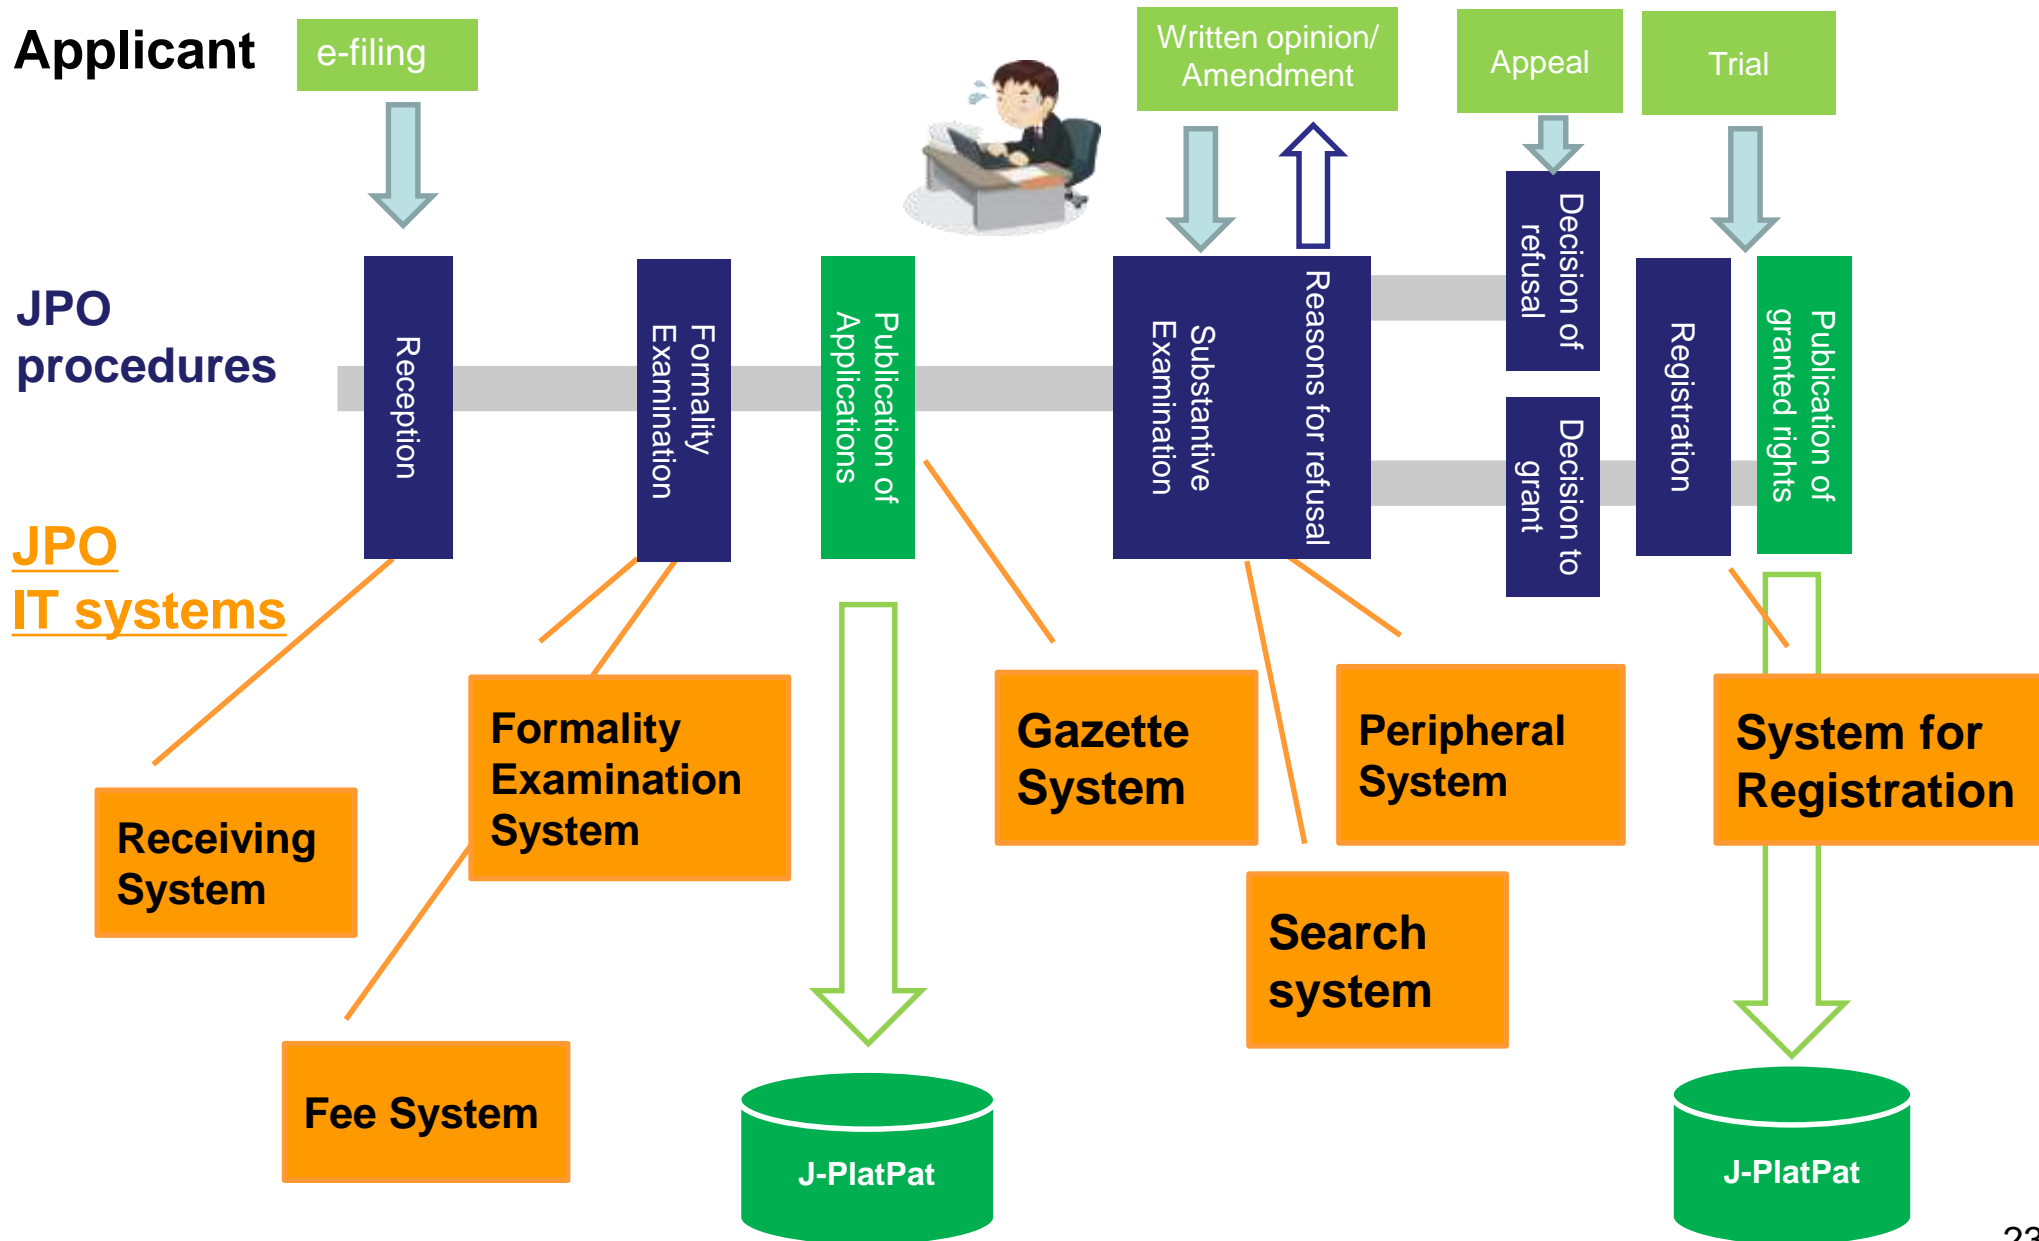 Applicant
e-filing
Written opinion/
Amendment
Appeal
Trial
JPO
procedures
Reception
Formality
Examination
Publication of
Applications
Substantive
Examination
Reasons for refusal
Decision of
refusal
Decision to
grant
Registration
Publication of
granted rights
JPO
IT systems
Receiving
System
Formality
Examination
System
Fee System
Gazette
System
Peripheral
System
Search
system
System for
Registration
J-PlatPat
J-PlatPat
23